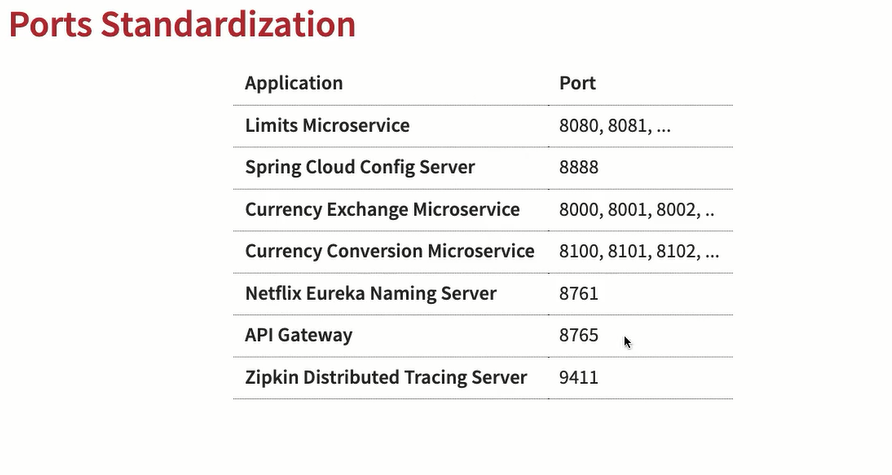 Ports Standardization
Application Port
Limits Microservice 8080, 8081, ...
Spring Cloud Config Server 8888
Currency Exchange Microservice 8000, 8001, 8002, ..
Currency Conversion Microservice 8100, 8101, 8102, ...
Netflix Eureka Naming Server 8761
API Gateway 8765
Zipkin Distributed Tracing Server 9411